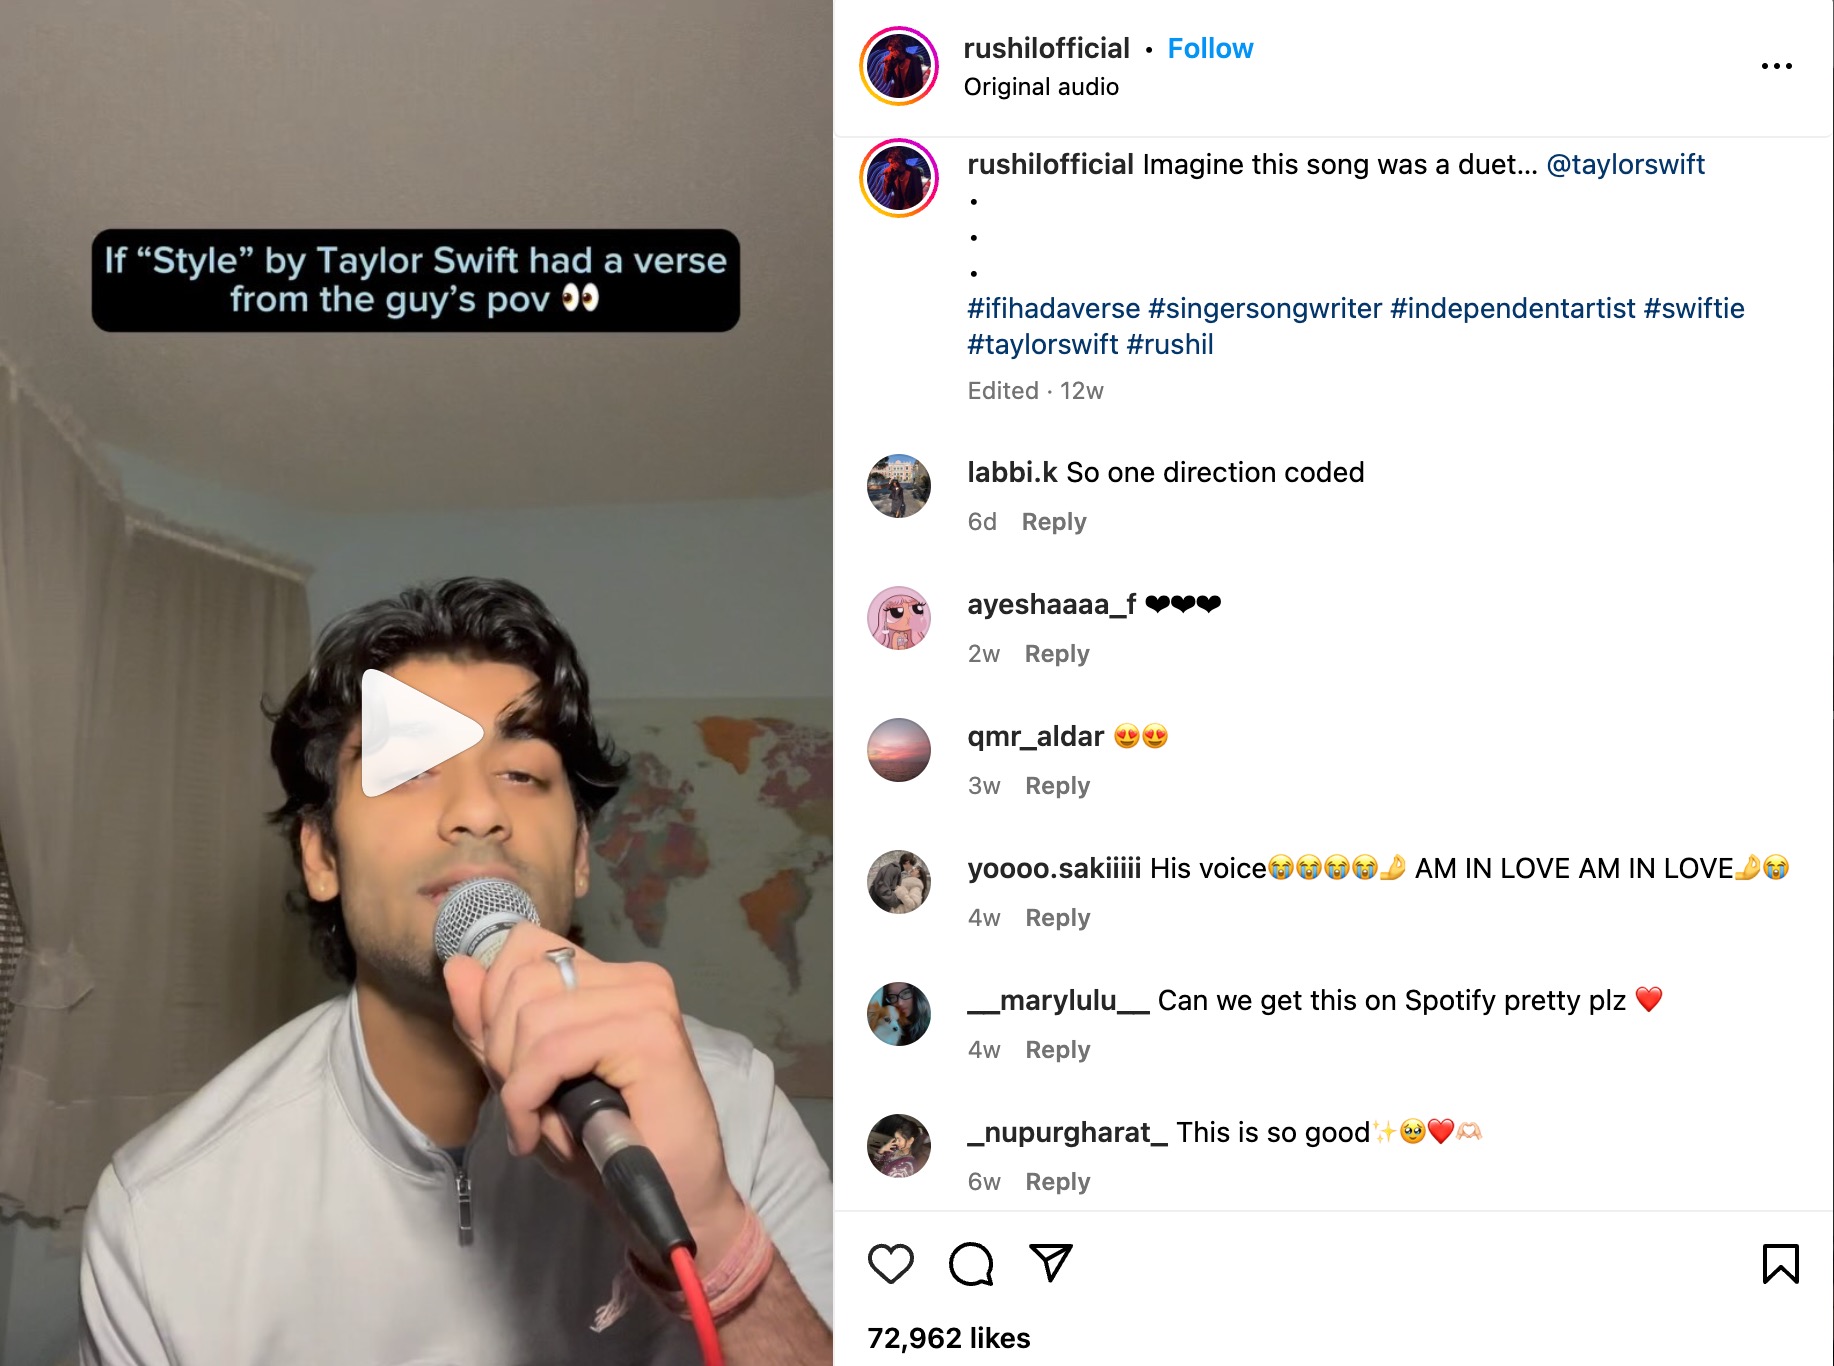 If “Style” by Taylor Swift had a verse
from the guy’s pov 👀
rushilofficial • Follow
Original audio
rushilofficial Imagine this song was a duet... @taylorswift
•
•
•
#ifihadaverse #singersongwriter #independentartist #swiftie
#taylorswift #rushil
Edited · 12w
labbi.k So one direction coded
6d Reply
ayeshaaaa_f ❤❤❤
2w Reply
qmr_aldar 😍😍
3w Reply
yoooo.sakiiiii His voice😭😭😭😭🤌 AM IN LOVE AM IN LOVE🤌😭
4w Reply
__marylulu__ Can we get this on Spotify pretty plz ❤️
4w Reply
_nupurgharat_ This is so good✨🥹❤️🫶🏻
6w Reply
72,962 likes